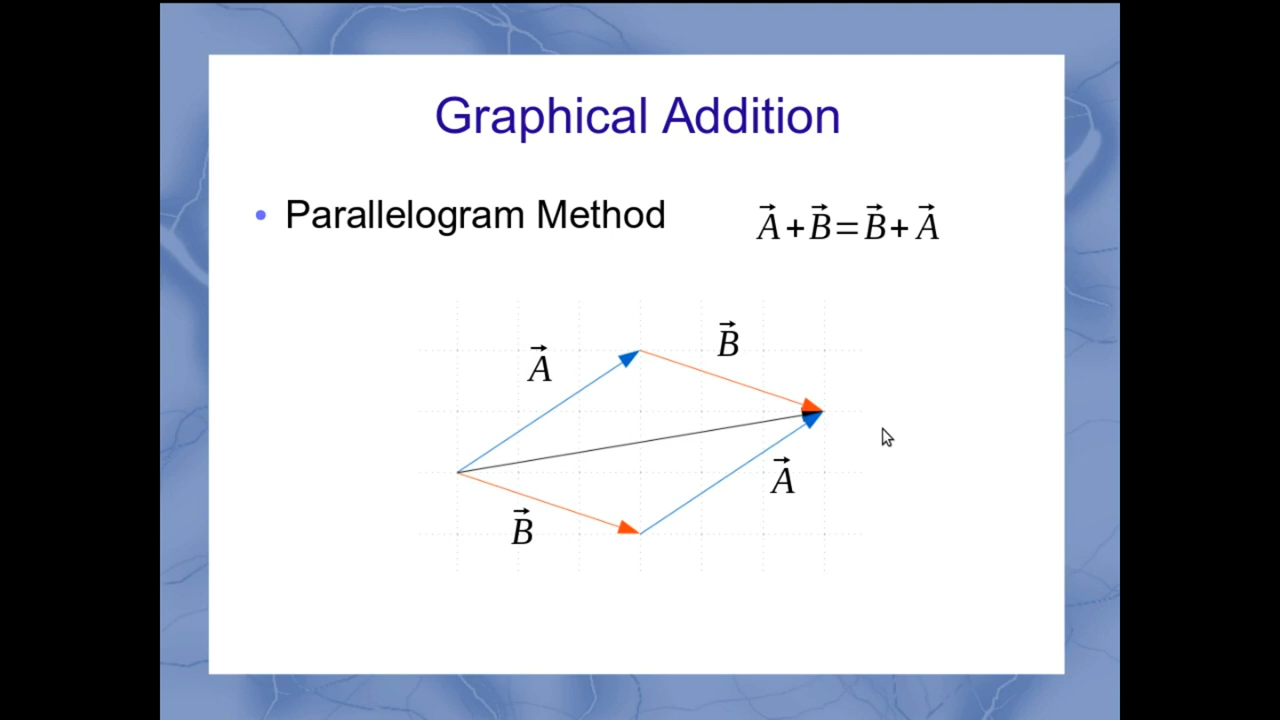 Graphical Addition
• Parallelogram Method
A⃗ + B⃗ = B⃗ + A⃗
B⃗
A⃗
A⃗
B⃗